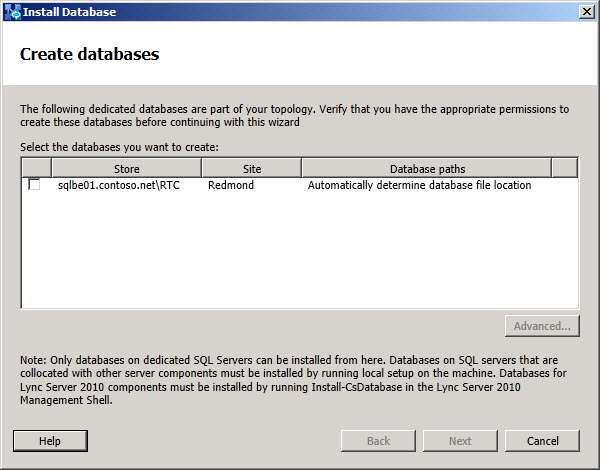 Install Database
Create databases
The following dedicated databases are part of your topology. Verify that you have the appropriate permissions to
create these databases before continuing with this wizard
Select the databases you want to create:
Store Site Database paths
sqlbe01.contoso.net\RTC Redmond Automatically determine database file location
Advanced...
Note: Only databases on dedicated SQL Servers can be installed from here. Databases on SQL servers that are
collocated with other server components must be installed by running local setup on the machine. Databases for
Lync Server 2010 components must be installed by running Install-CsDatabase in the Lync Server 2010
Management Shell.
Help Back Next Cancel